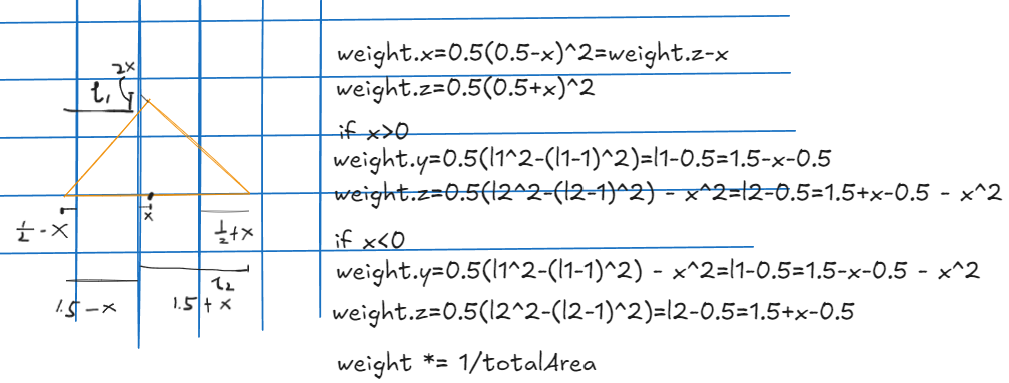 weight.x=0.5(0.5-x)^2=weight.z-x
weight.z=0.5(0.5+x)^2
if x>0
weight.y=0.5(l1^2-(l1-1)^2)=l1-0.5=1.5-x-0.5
weight.z=0.5(l2^2-(l2-1)^2) - x^2=l2-0.5=1.5+x-0.5 - x^2
if x<0
weight.y=0.5(l1^2-(l1-1)^2) - x^2=l1-0.5=1.5-x-0.5 - x^2
weight.z=0.5(l2^2-(l2-1)^2)=l2-0.5=1.5+x-0.5
weight *= 1/totalArea
2x
l1
x
1/2 - x
1/2 + x
l2
1.5 - x
1.5 + x